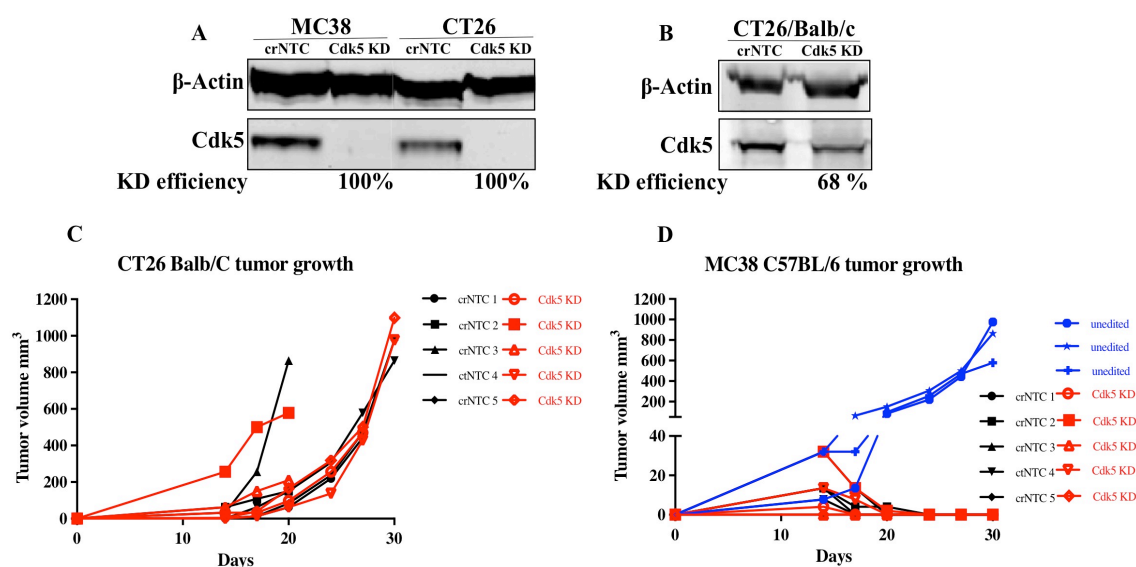 A
MC38
CT26
crNTC
Cdk5 KD
crNTC
Cdk5 KD
β-Actin
Cdk5
KD efficiency
100%
100%
B
CT26/Balb/c
crNTC
Cdk5 KD
β-Actin
Cdk5
KD efficiency
68 %
C
CT26 Balb/C tumor growth
Tumor volume mm³
1200
1000
800
600
400
200
0
0
10
20
30
Days
crNTC 1
Cdk5 KD
crNTC 2
Cdk5 KD
crNTC 3
Cdk5 KD
ctNTC 4
Cdk5 KD
crNTC 5
Cdk5 KD
D
MC38 C57BL/6 tumor growth
Tumor volume mm³
1200
1000
800
600
400
200
40
20
0
0
10
20
30
Days
unedited
unedited
unedited
crNTC 1
Cdk5 KD
crNTC 2
Cdk5 KD
crNTC 3
Cdk5 KD
ctNTC 4
Cdk5 KD
crNTC 5
Cdk5 KD